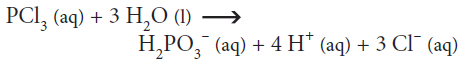 PCl₃ (aq) + 3 H₂O (l) ⟶
H₂PO₃⁻ (aq) + 4 H⁺ (aq) + 3 Cl⁻ (aq)